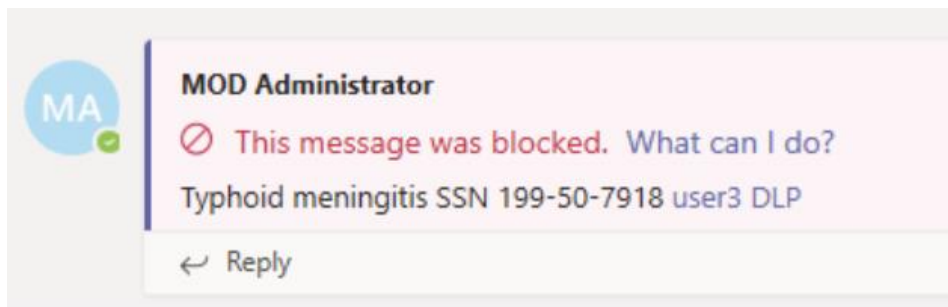 MA
MOD Administrator
This message was blocked. What can I do?
Typhoid meningitis SSN 199-50-7918 user3 DLP
Reply